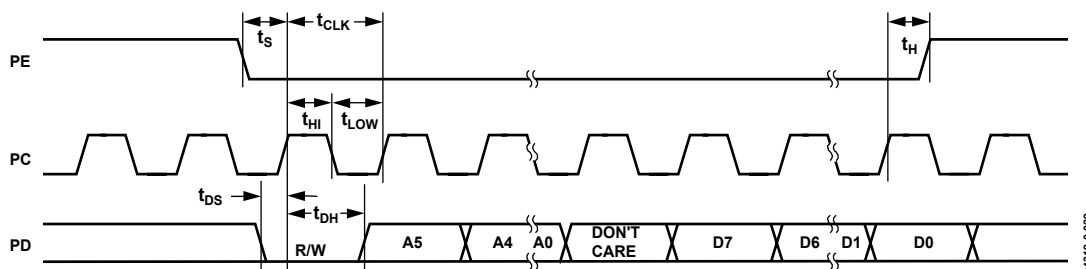 tS
tCLK
tH
PE
tHI
tLOW
PC
tDS
tDH
PD
R/W
A5
A4
A0
DON'T
CARE
D7
D6
D1
D0